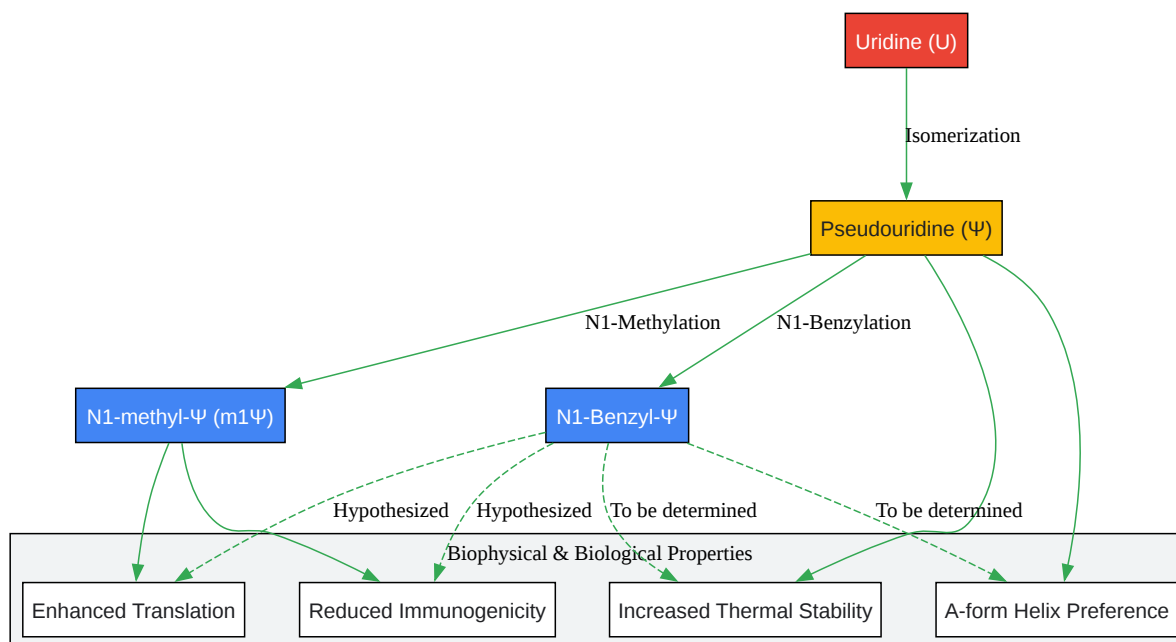 Uridine (U)
Isomerization
Pseudouridine (Ψ)
N1-Methylation
N1-Benzylation
N1-methyl-Ψ (m1Ψ)
N1-Benzyl-Ψ
Hypothesized
Hypothesized
To be determined
To be determined
Biophysical & Biological Properties
Enhanced Translation
Reduced Immunogenicity
Increased Thermal Stability
A-form Helix Preference